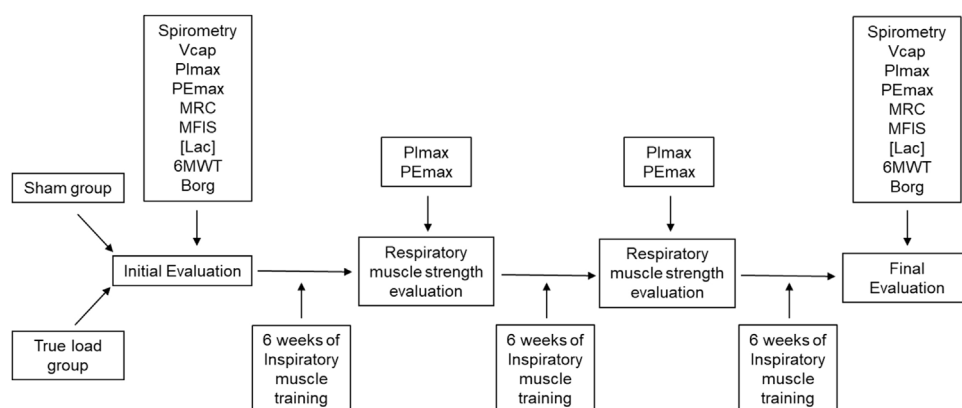 Spirometry
Vcap
PImax
PEmax
MRC
MFIS
[Lac]
6MWT
Borg
Sham group
True load
group
Initial Evaluation
6 weeks of
Inspiratory
muscle
training
PImax
PEmax
Respiratory
muscle strength
evaluation
6 weeks of
Inspiratory
muscle
training
PImax
PEmax
Respiratory
muscle strength
evaluation
6 weeks of
Inspiratory
muscle
training
Spirometry
Vcap
PImax
PEmax
MRC
MFIS
[Lac]
6MWT
Borg
Final
Evaluation